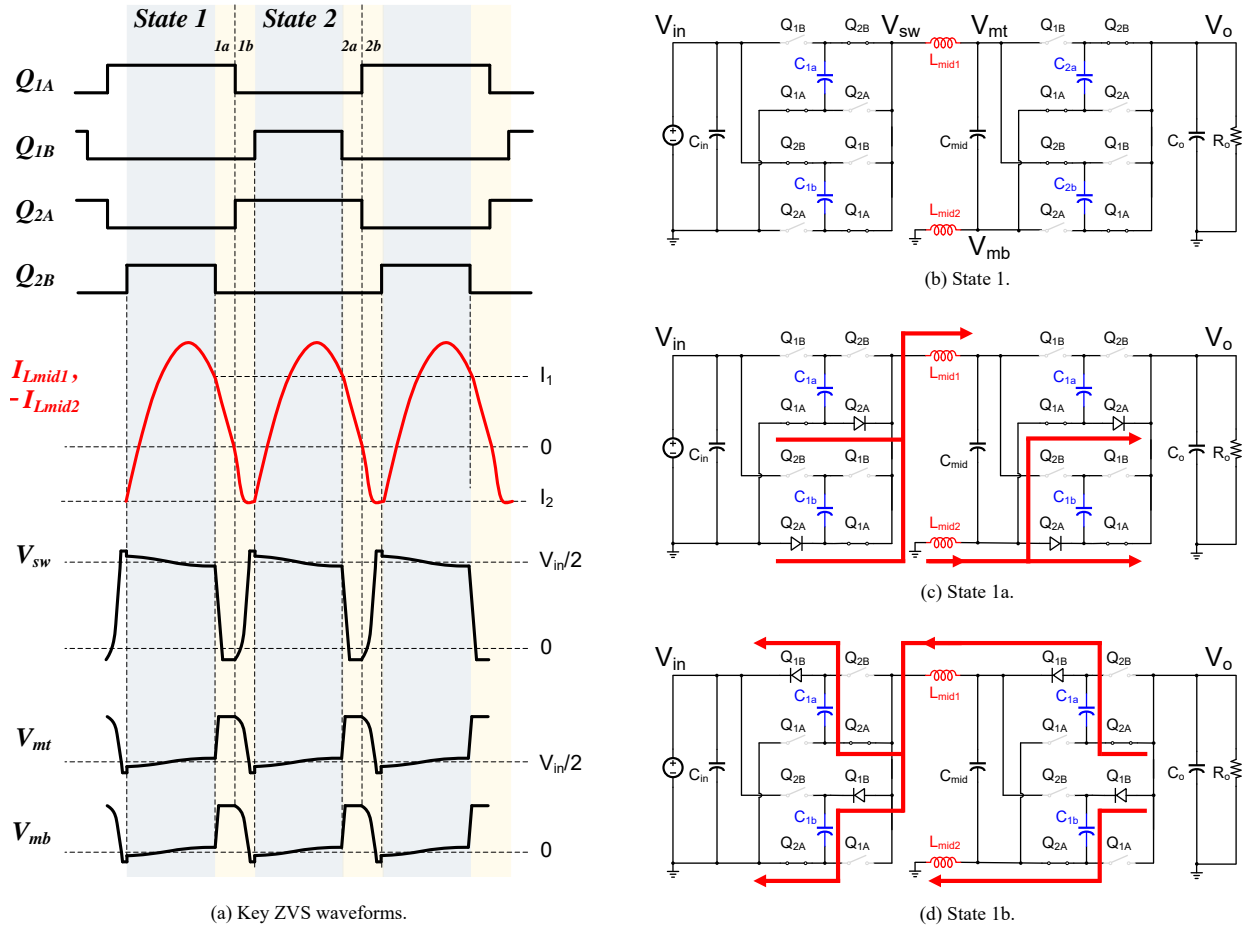 State 1
State 2
1a
1b
2a
2b
Q1A
Q1B
Q2A
Q2B
ILmid1,
-ILmid2
I1
0
I2
Vsw
Vin/2
0
Vmt
Vin/2
Vmb
0
(a) Key ZVS waveforms.
Vin
Q1B
Q2B
Vsw
Vmt
Q1B
Q2B
Vo
C1a
Lmid1
C2a
Q1A
Q2A
Q1A
Q2A
Cin
Q2B
Q1B
Cmid
Q2B
Q1B
Co
Ro
C1b
C2b
Q2A
Q1A
Lmid2
Q2A
Q1A
Vmb
(b) State 1.
Vin
Q1B
Q2B
Q1B
Q2B
Vo
C1a
Lmid1
C1a
Q1A
Q2A
Q1A
Q2A
Cin
Q2B
Q1B
Cmid
Q2B
Q1B
Co
Ro
C1b
C1b
Q2A
Q1A
Lmid2
Q2A
Q1A
(c) State 1a.
Vin
Q1B
Q2B
Q1B
Q2B
Vo
C1a
Lmid1
C1a
Q1A
Q2A
Q1A
Q2A
Cin
Q2B
Q1B
Cmid
Q2B
Q1B
Co
Ro
C1b
C1b
Q2A
Q1A
Lmid2
Q2A
Q1A
(d) State 1b.